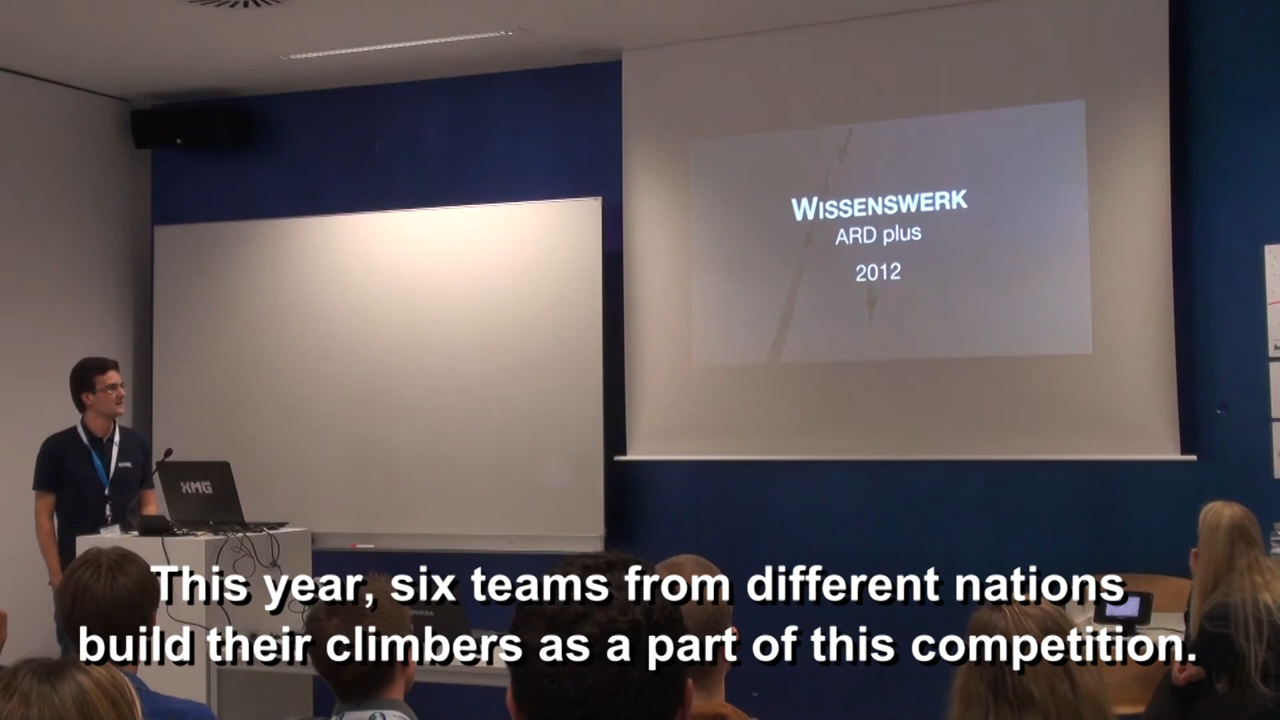 WISSENSWERK
ARD plus
2012
XMG
This year, six teams from different nations
build their climbers as a part of this competition.